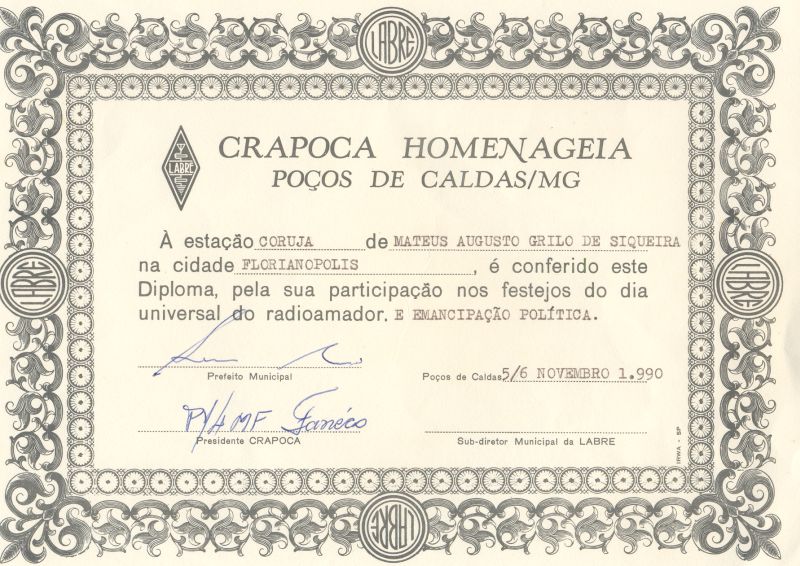 LABRE
LABRE
CRAPOCA HOMENAGEIA
POÇOS DE CALDAS/MG
À estação CORUJA de MATEUS AUGUSTO GRILO DE SIQUEIRA
na cidade FLORIANOPOLIS, é conferido este
Diploma, pela sua participação nos festejos do dia
universal do radioamador. E EMANCIPAÇÃO POLÍTICA.
LABRE
LABRE
Prefeito Municipal
Poços de Caldas, 5/6 NOVEMBRO 1.990
PY4MF
Presidente CRAPOCA
Sub-diretor Municipal da LABRE
IRWA - SP
LABRE